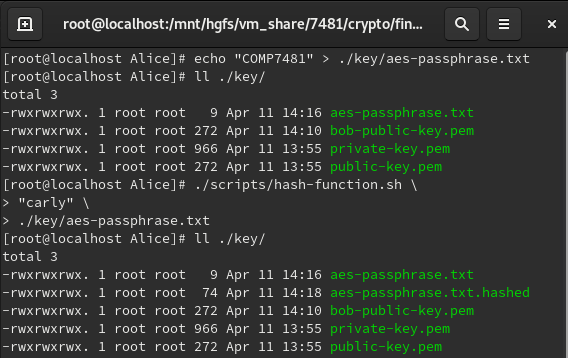 root@localhost:/mnt/hgfs/vm_share/7481/crypto/fin...
[root@localhost Alice]# echo "COMP7481" > ./key/aes-passphrase.txt
[root@localhost Alice]# ll ./key/
total 3
-rwxrwxrwx. 1 root root   9 Apr 11 14:16 aes-passphrase.txt
-rwxrwxrwx. 1 root root 272 Apr 11 14:10 bob-public-key.pem
-rwxrwxrwx. 1 root root 966 Apr 11 13:55 private-key.pem
-rwxrwxrwx. 1 root root 272 Apr 11 13:55 public-key.pem
[root@localhost Alice]# ./scripts/hash-function.sh \
> "carly" \
> ./key/aes-passphrase.txt
[root@localhost Alice]# ll ./key/
total 3
-rwxrwxrwx. 1 root root   9 Apr 11 14:16 aes-passphrase.txt
-rwxrwxrwx. 1 root root  74 Apr 11 14:18 aes-passphrase.txt.hashed
-rwxrwxrwx. 1 root root 272 Apr 11 14:10 bob-public-key.pem
-rwxrwxrwx. 1 root root 966 Apr 11 13:55 private-key.pem
-rwxrwxrwx. 1 root root 272 Apr 11 13:55 public-key.pem